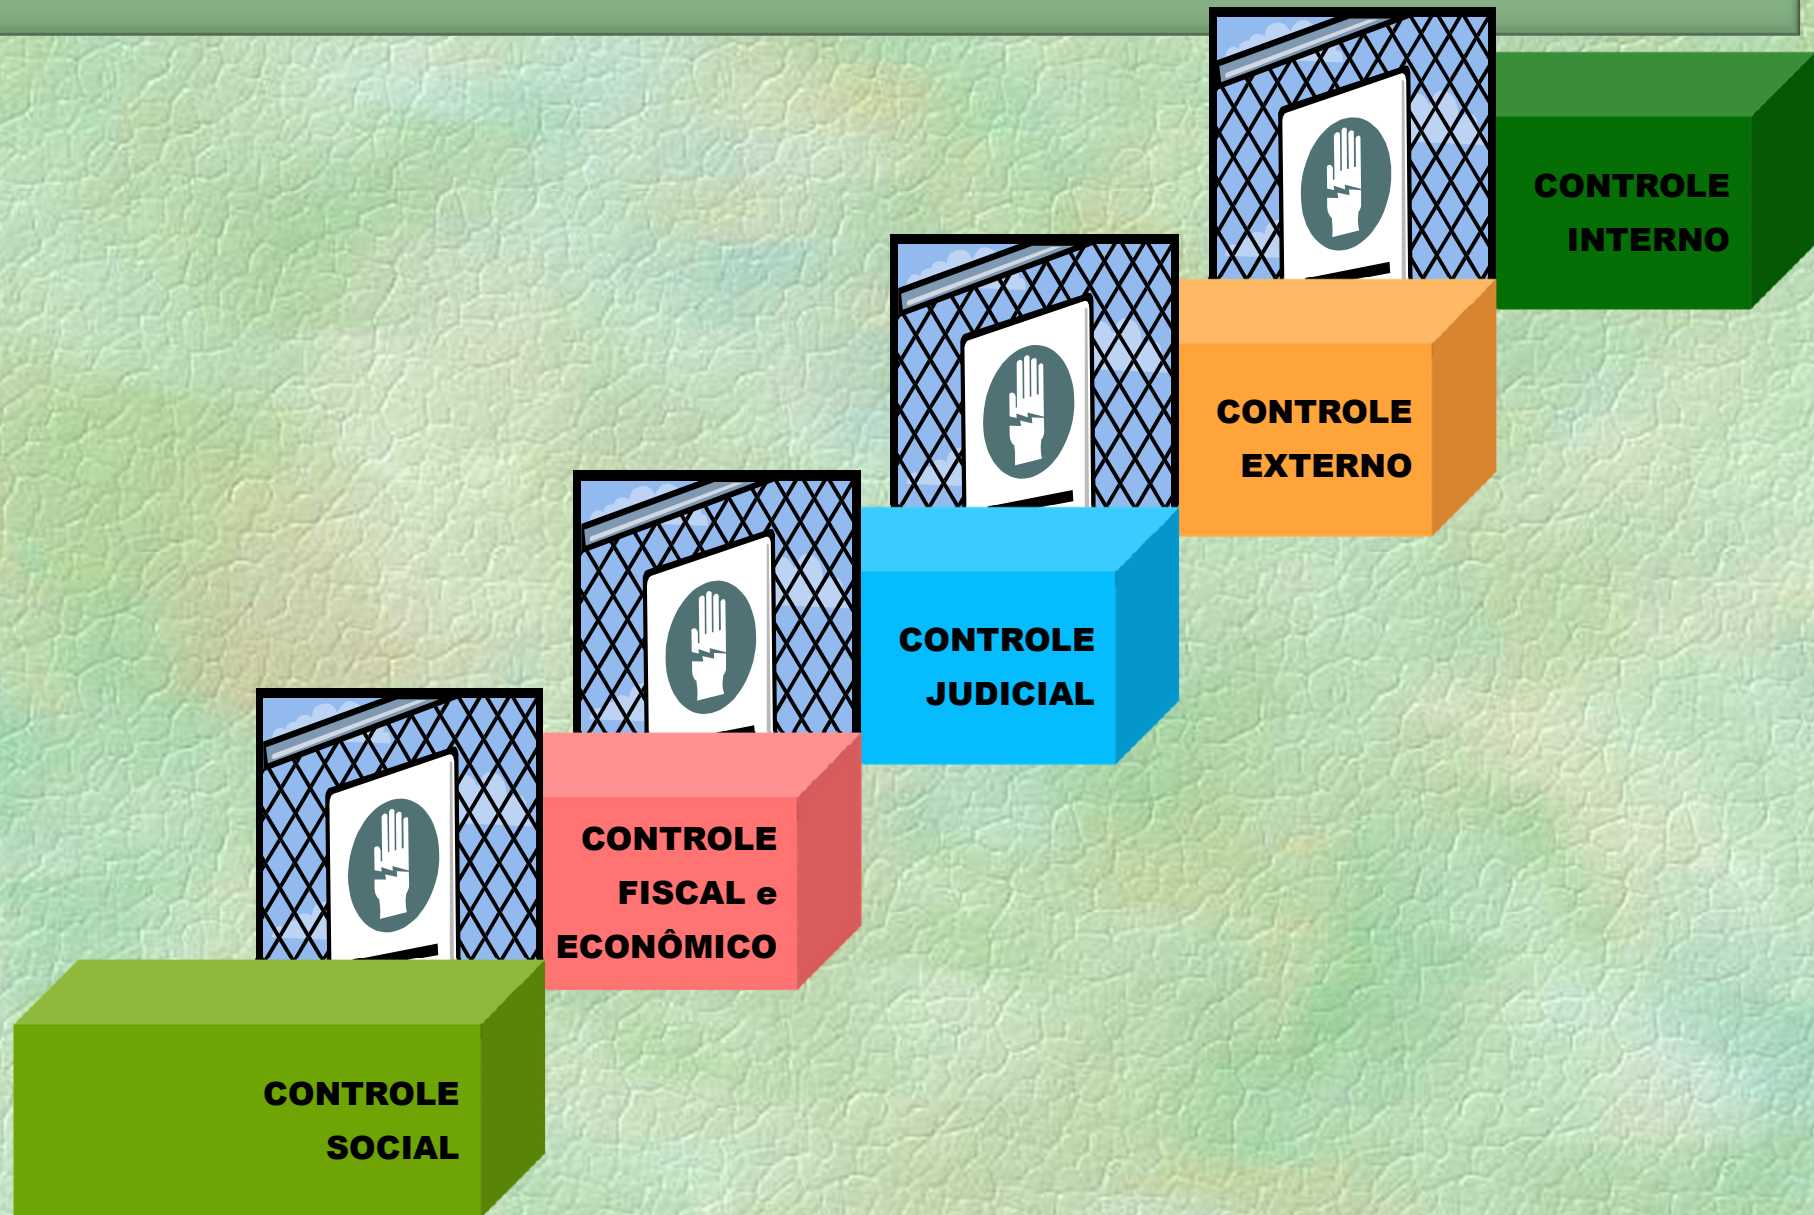 CONTROLE
INTERNO
CONTROLE
EXTERNO
CONTROLE
JUDICIAL
CONTROLE
FISCAL e
ECONÔMICO
CONTROLE
SOCIAL